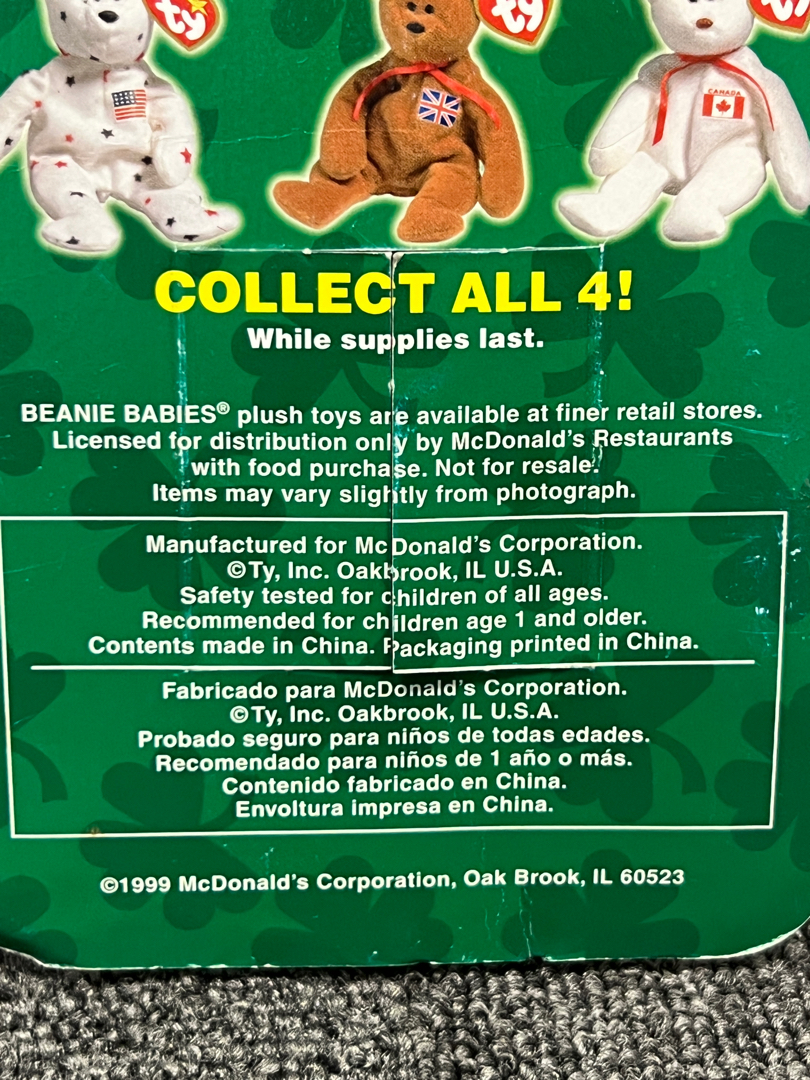 ty
ty
ty
CANADA
COLLECT ALL 4!
While supplies last.
BEANIE BABIES® plush toys are available at finer retail stores.
Licensed for distribution only by McDonald's Restaurants
with food purchase. Not for resale.
Items may vary slightly from photograph.
Manufactured for McDonald's Corporation.
©Ty, Inc. Oakbrook, IL U.S.A.
Safety tested for children of all ages.
Recommended for children age 1 and older.
Contents made in China. Packaging printed in China.
Fabricado para McDonald's Corporation.
©Ty, Inc. Oakbrook, IL U.S.A.
Probado seguro para niños de todas edades.
Recomendado para niños de 1 año o más.
Contenido fabricado en China.
Envoltura impresa en China.
©1999 McDonald's Corporation, Oak Brook, IL 60523